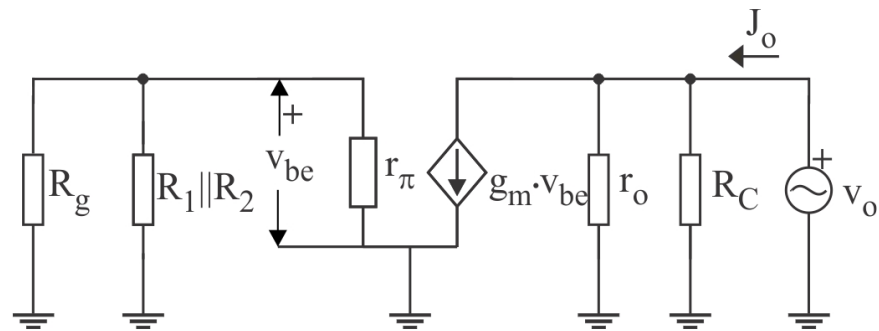 J_o
+
v_be
R_g
R_1||R_2
r_π
g_m·v_be
r_o
R_C
+
v_o